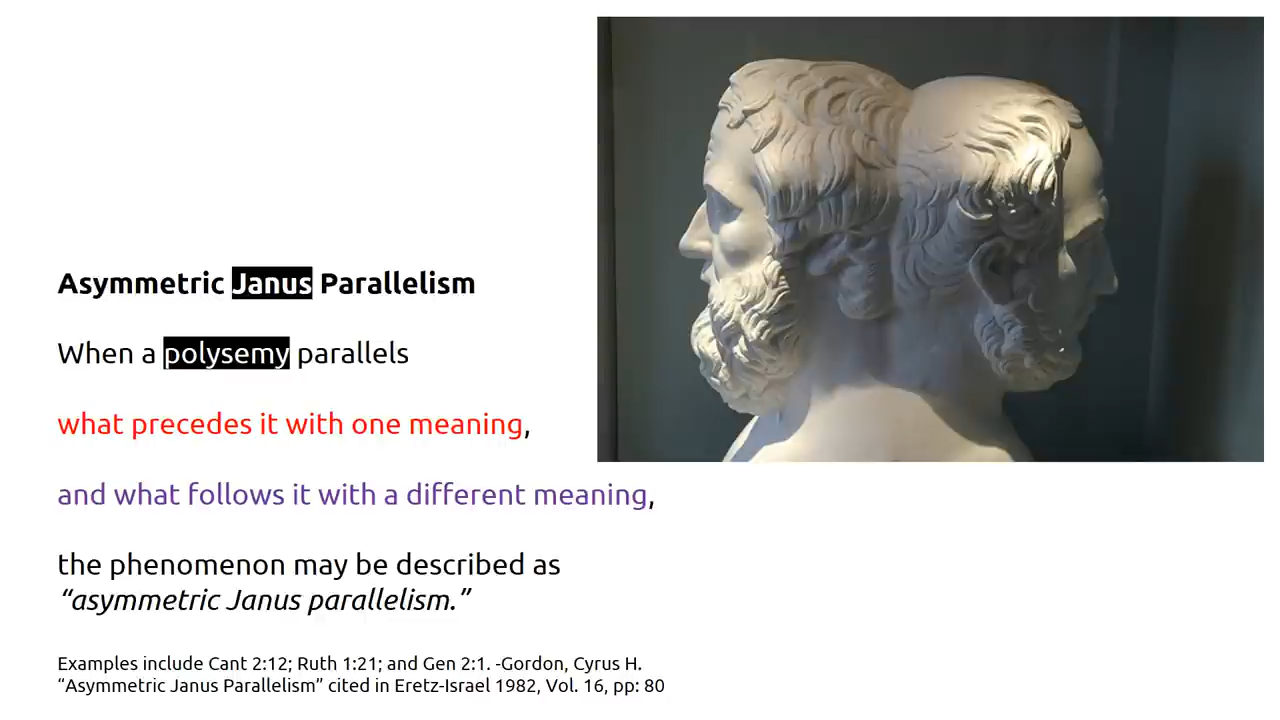 Asymmetric Janus Parallelism
When a polysemy parallels
what precedes it with one meaning,
and what follows it with a different meaning,
the phenomenon may be described as
“asymmetric Janus parallelism.”
Examples include Cant 2:12; Ruth 1:21; and Gen 2:1. -Gordon, Cyrus H.
“Asymmetric Janus Parallelism” cited in Eretz-Israel 1982, Vol. 16, pp: 80